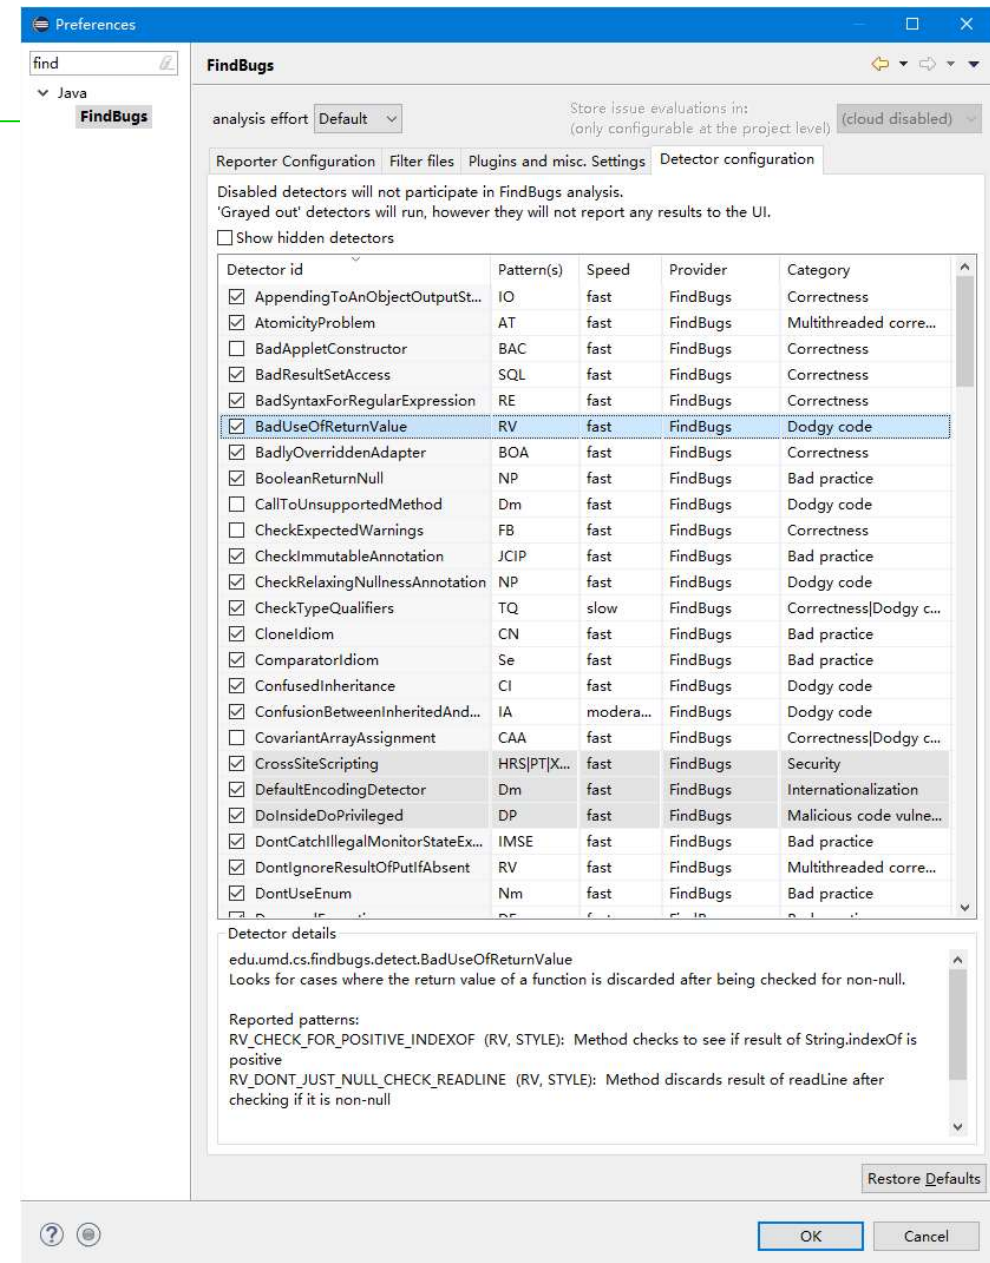 Preferences
find
Java
FindBugs
FindBugs
analysis effort Default
Store issue evaluations in:
(only configurable at the project level)
(cloud disabled)
Reporter Configuration Filter files Plugins and misc. Settings Detector configuration
Disabled detectors will not participate in FindBugs analysis.
'Grayed out' detectors will run, however they will not report any results to the UI.
Show hidden detectors
Detector id Pattern(s) Speed Provider Category
AppendingToAnObjectOutputSt... IO fast FindBugs Correctness
AtomicityProblem AT fast FindBugs Multithreaded corre...
BadAppletConstructor BAC fast FindBugs Correctness
BadResultSetAccess SQL fast FindBugs Correctness
BadSyntaxForRegularExpression RE fast FindBugs Correctness
BadUseOfReturnValue RV fast FindBugs Dodgy code
BadlyOverriddenAdapter BOA fast FindBugs Correctness
BooleanReturnNull NP fast FindBugs Bad practice
CallToUnsupportedMethod Dm fast FindBugs Dodgy code
CheckExpectedWarnings FB fast FindBugs Correctness
CheckImmutableAnnotation JCIP fast FindBugs Bad practice
CheckRelaxingNullnessAnnotation NP fast FindBugs Dodgy code
CheckTypeQualifiers TQ slow FindBugs Correctness|Dodgy c...
CloneIdiom CN fast FindBugs Bad practice
ComparatorIdiom Se fast FindBugs Bad practice
ConfusedInheritance CI fast FindBugs Dodgy code
ConfusionBetweenInheritedAnd... IA modera... FindBugs Dodgy code
CovariantArrayAssignment CAA fast FindBugs Correctness|Dodgy c...
CrossSiteScripting HRS|PT|X... fast FindBugs Security
DefaultEncodingDetector Dm fast FindBugs Internationalization
DoInsideDoPrivileged DP fast FindBugs Malicious code vulne...
DontCatchIllegalMonitorStateEx... IMSE fast FindBugs Bad practice
DontIgnoreResultOfPutIfAbsent RV fast FindBugs Multithreaded corre...
DontUseEnum Nm fast FindBugs Bad practice
Detector details
edu.umd.cs.findbugs.detect.BadUseOfReturnValue
Looks for cases where the return value of a function is discarded after being checked for non-null.
Reported patterns:
RV_CHECK_FOR_POSITIVE_INDEXOF (RV, STYLE): Method checks to see if result of String.indexOf is
positive
RV_DONT_JUST_NULL_CHECK_READLINE (RV, STYLE): Method discards result of readLine after
checking if it is non-null
Restore Defaults
OK Cancel